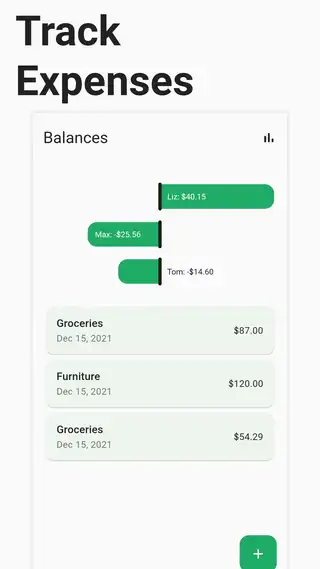 Track
Expenses
Balances
Liz: $40.15
Max: -$25.56
Tom: -$14.60
Groceries
$87.00
Dec 15, 2021
Furniture
$120.00
Dec 15, 2021
Groceries
$54.29
Dec 15, 2021
+